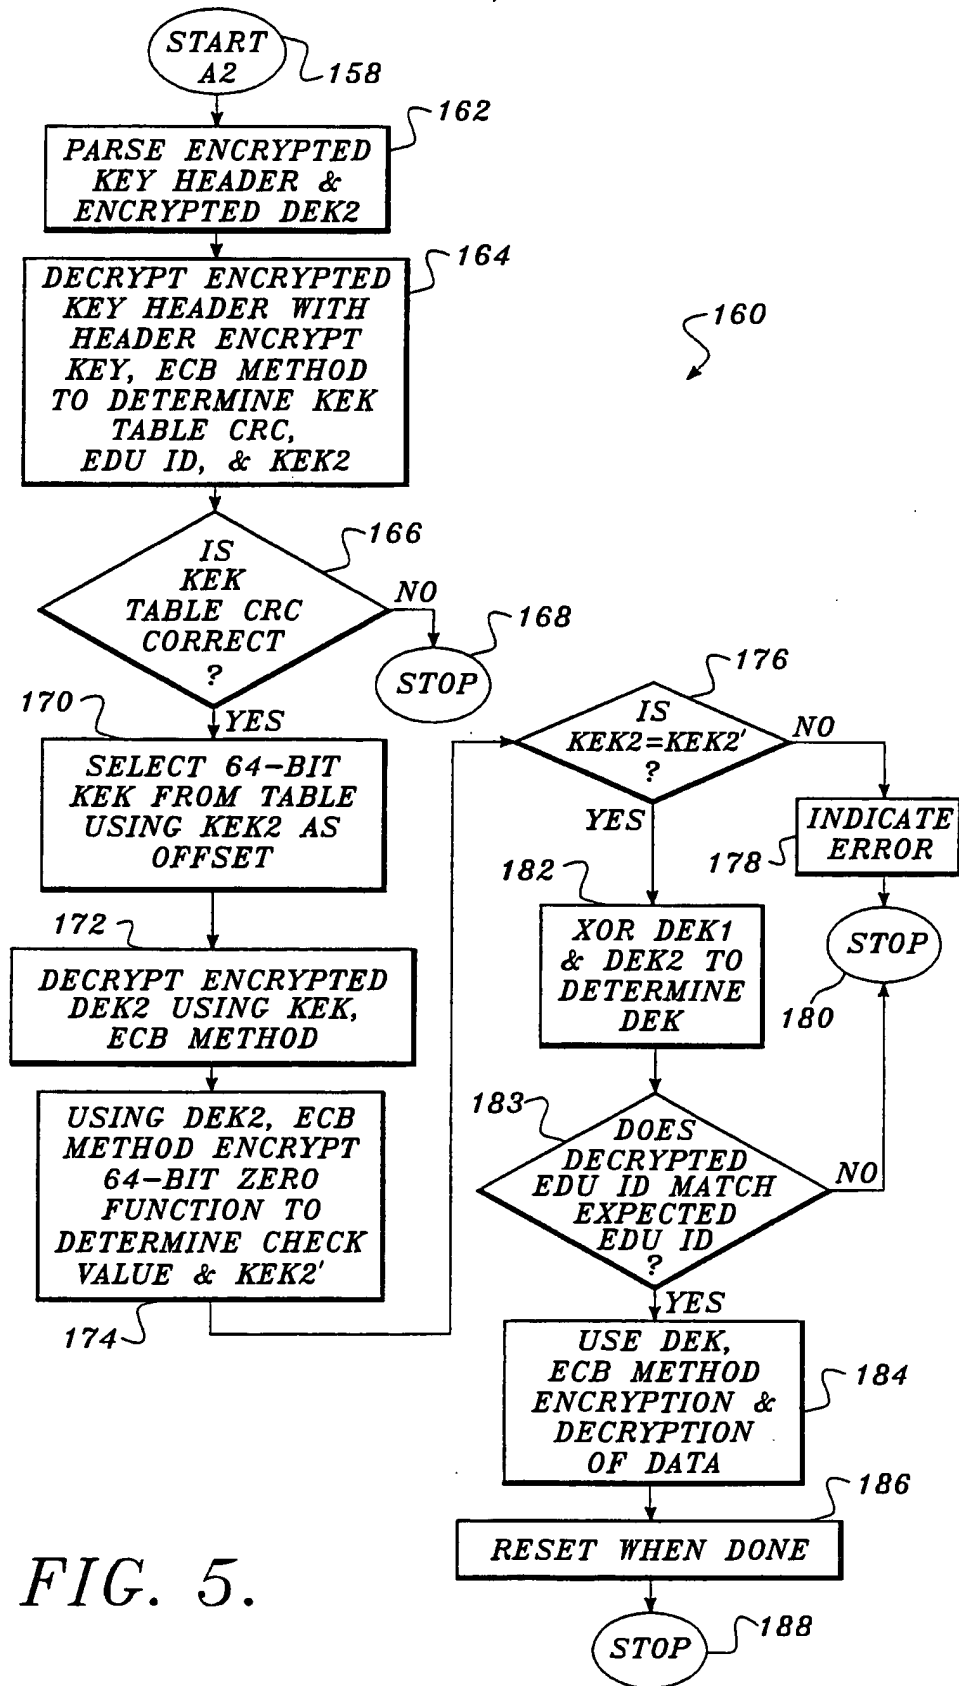 START
A2
158
162
PARSE ENCRYPTED
KEY HEADER &
ENCRYPTED DEK2
164
DECRYPT ENCRYPTED
KEY HEADER WITH
HEADER ENCRYPT
KEY, ECB METHOD
TO DETERMINE KEK
TABLE CRC,
EDU ID, & KEK2
160
166
IS
KEK
TABLE CRC
CORRECT
?
NO
168
STOP
170
YES
SELECT 64-BIT
KEK FROM TABLE
USING KEK2 AS
OFFSET
172
DECRYPT ENCRYPTED
DEK2 USING KEK,
ECB METHOD
USING DEK2, ECB
METHOD ENCRYPT
64-BIT ZERO
FUNCTION TO
DETERMINE CHECK
VALUE & KEK2'
174
176
IS
KEK2=KEK2'
?
NO
YES
INDICATE
ERROR
178
STOP
180
182
XOR DEK1
& DEK2 TO
DETERMINE
DEK
183
DOES
DECRYPTED
EDU ID MATCH
EXPECTED
EDU ID
?
NO
YES
USE DEK,
ECB METHOD
ENCRYPTION &
DECRYPTION
OF DATA
184
186
RESET WHEN DONE
STOP
188
FIG. 5.